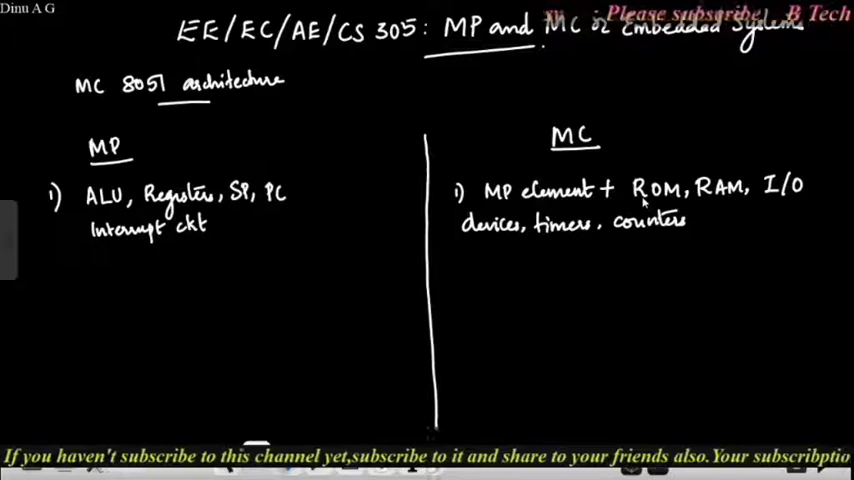 Dinu A G
Please subscribe. B Tech
EE/EC/AE/CS 305: MP and MC & Embedded Systems
MC 8051 architecture
MP
1) ALU, Registers, SP, PC
Interrupt ckt
MC
1) MP element + ROM, RAM, I/O
devices, timers, counters
If you haven't subscribe to this channel yet,subscribe to it and share to your friends also.Your subscribptio